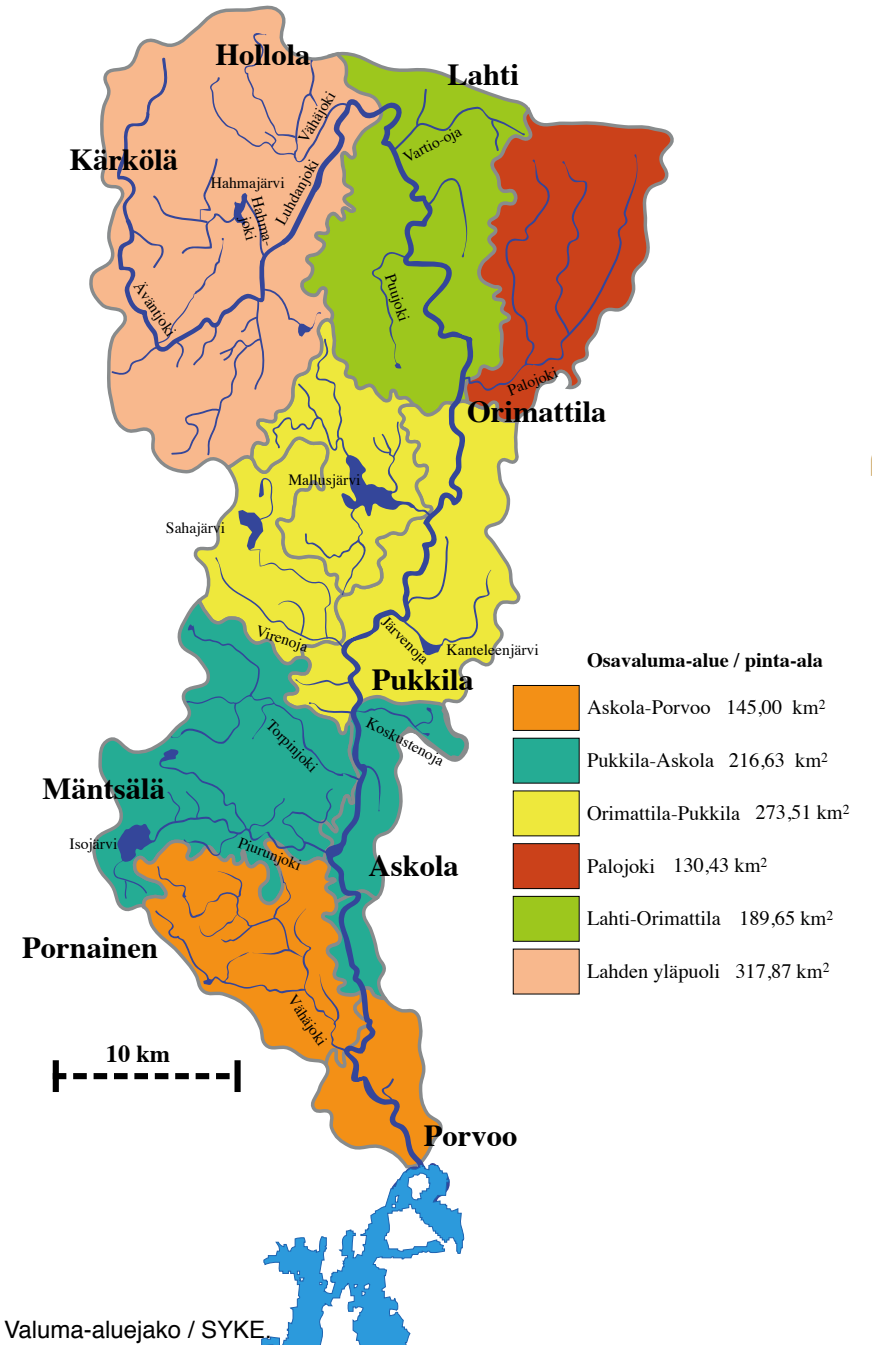 Hollola
Lahti
Vähäjoki
Vartio-oja
Kärkölä
Hahmajärvi
Luhdanjoki
Hahma-
joki
Äväntjoki
Puujoki
Palojoki
Orimattila
Mallusjärvi
Sahajärvi
Virenoja
Järvenoja
Kanteleenjärvi
Pukkila
Koskustenoja
Torpinjoki
Mäntsälä
Isojärvi
Piurunjoki
Askola
Pornainen
Vähäjoki
10 km
Porvoo
Osavaluma-alue / pinta-ala
Askola-Porvoo 145,00 km²
Pukkila-Askola 216,63 km²
Orimattila-Pukkila 273,51 km²
Palojoki 130,43 km²
Lahti-Orimattila 189,65 km²
Lahden yläpuoli 317,87 km²
Valuma-aluejako / SYKE.